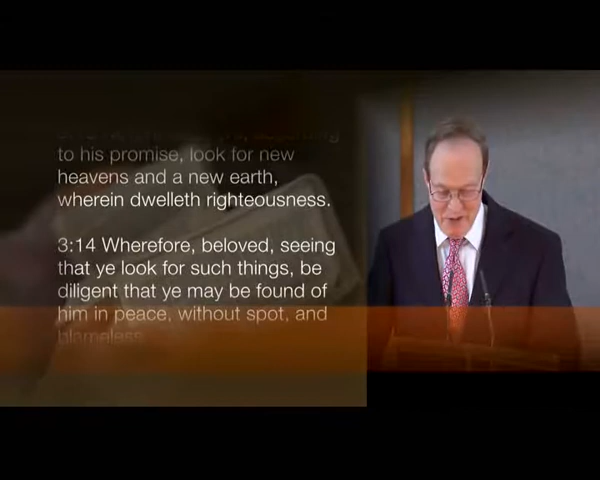 to his promise, look for new
heavens and a new earth,
wherein dwelleth righteousness.
3:14 Wherefore, beloved, seeing
that ye look for such things, be
diligent that ye may be found of
him in peace, without spot, and
blameless.